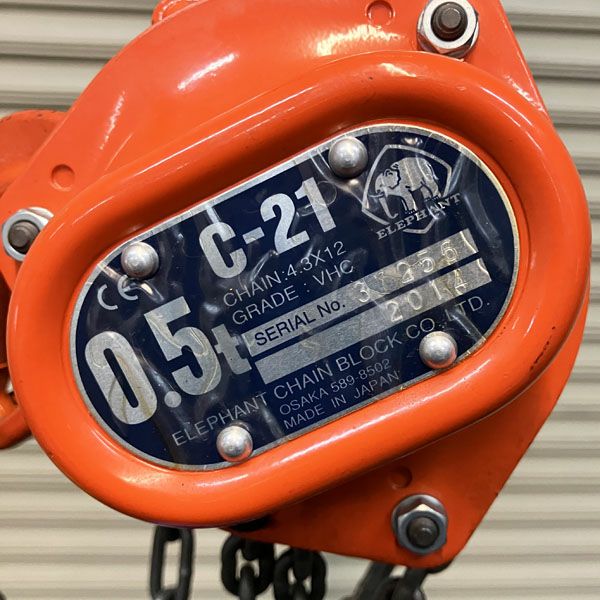 ELEPHANT
C-21
CHAIN:4.3X12
GRADE : VHC
CE
0.5t
SERIAL No.
2014
ELEPHANT CHAIN BLOCK CO., LTD.
OSAKA 589-8502
MADE IN JAPAN